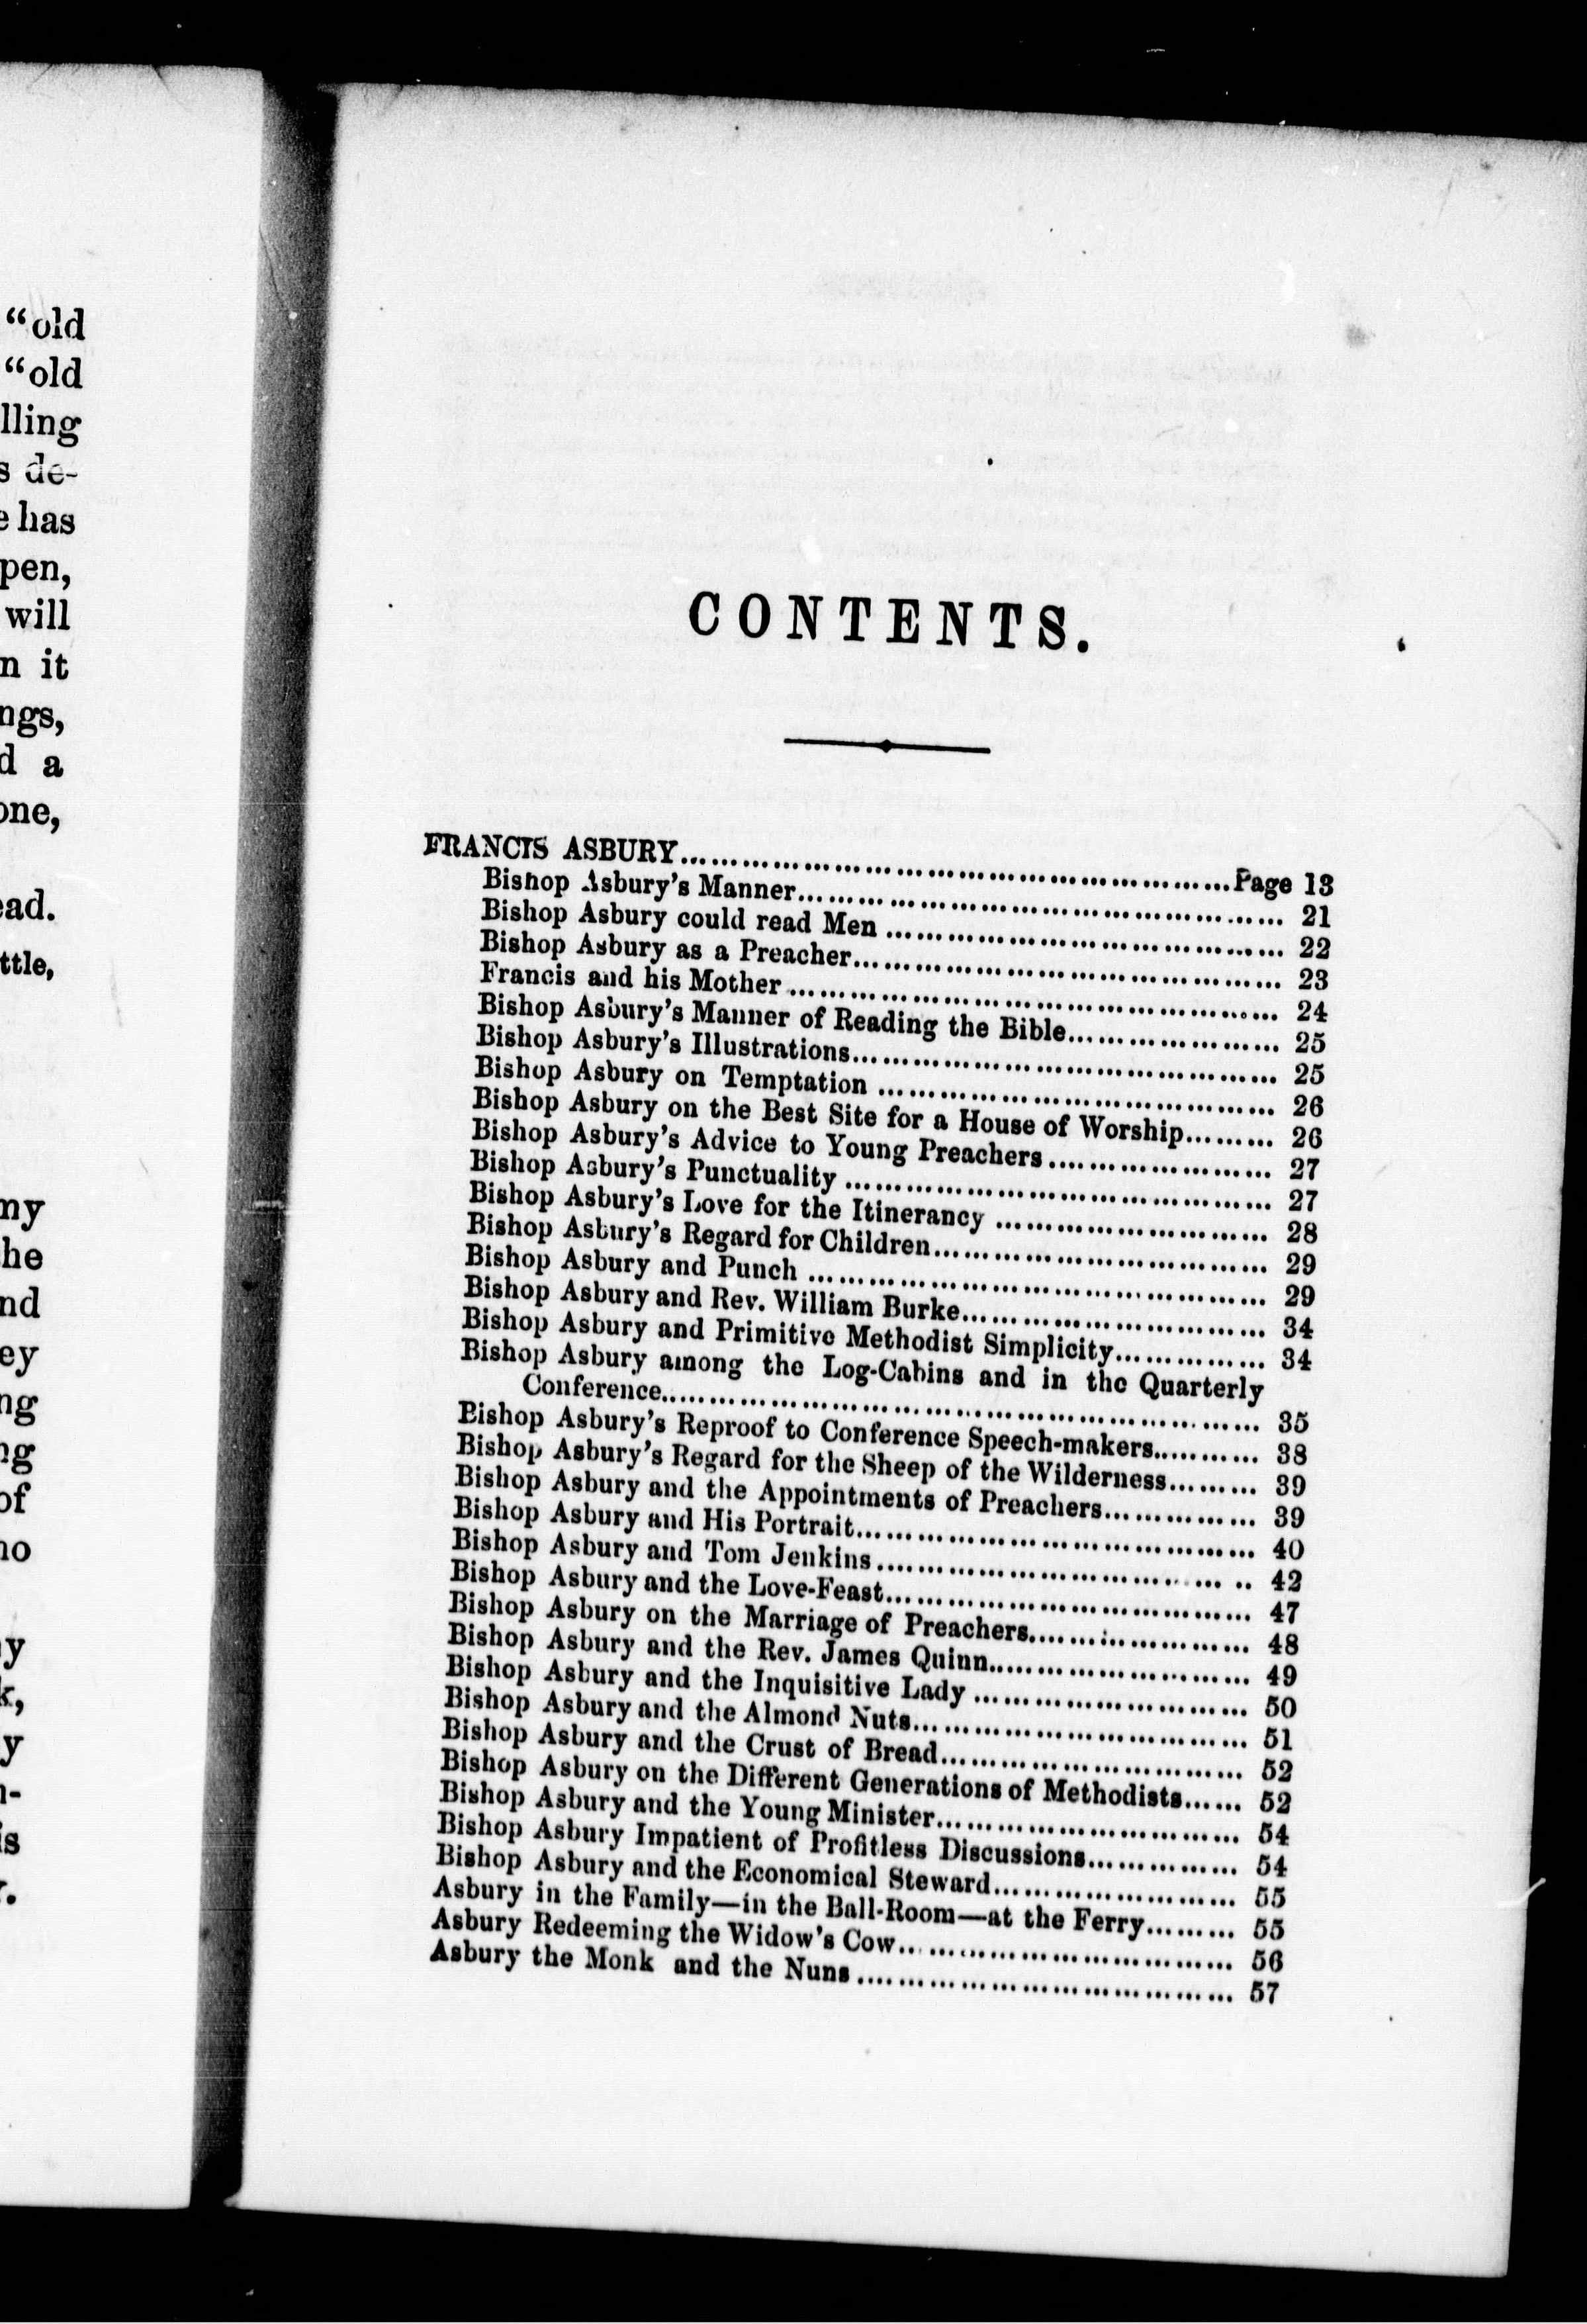 “old
“old
lling
s de-
e has
pen,
will
n it
ngs,
d a
one,
ead.
ttle,
my
he
nd
ey
ng
ng
of
no
y
k,
y
n-
is
y.
CONTENTS.
FRANCIS ASBURY........Page 13
Bishop Asbury's Manner........ 21
Bishop Asbury could read Men ........ 22
Bishop Asbury as a Preacher........ 23
Francis and his Mother ........ 24
Bishop Asbury's Manner of Reading the Bible........ 25
Bishop Asbury's Illustrations........ 25
Bishop Asbury on Temptation ........ 26
Bishop Asbury on the Best Site for a House of Worship........ 26
Bishop Asbury's Advice to Young Preachers........ 27
Bishop Asbury's Punctuality ........ 27
Bishop Asbury's Love for the Itinerancy ........ 28
Bishop Asbury's Regard for Children........ 29
Bishop Asbury and Punch ........ 29
Bishop Asbury and Rev. William Burke........ 34
Bishop Asbury and Primitive Methodist Simplicity........ 34
Bishop Asbury among the Log-Cabins and in the Quarterly
Conference........ 35
Bishop Asbury's Reproof to Conference Speech-makers........ 38
Bishop Asbury's Regard for the Sheep of the Wilderness........ 39
Bishop Asbury and the Appointments of Preachers........ 39
Bishop Asbury and His Portrait........ 40
Bishop Asbury and Tom Jenkins........ 42
Bishop Asbury and the Love-Feast........ 47
Bishop Asbury on the Marriage of Preachers........ 48
Bishop Asbury and the Rev. James Quinn........ 49
Bishop Asbury and the Inquisitive Lady ........ 50
Bishop Asbury and the Almond Nuts........ 51
Bishop Asbury and the Crust of Bread........ 52
Bishop Asbury on the Different Generations of Methodists...... 52
Bishop Asbury and the Young Minister........ 54
Bishop Asbury Impatient of Profitless Discussions........ 54
Bishop Asbury and the Economical Steward........ 55
Asbury in the Family—in the Ball-Room—at the Ferry........ 55
Asbury Redeeming the Widow's Cow........ 56
Asbury the Monk and the Nuns ........ 57